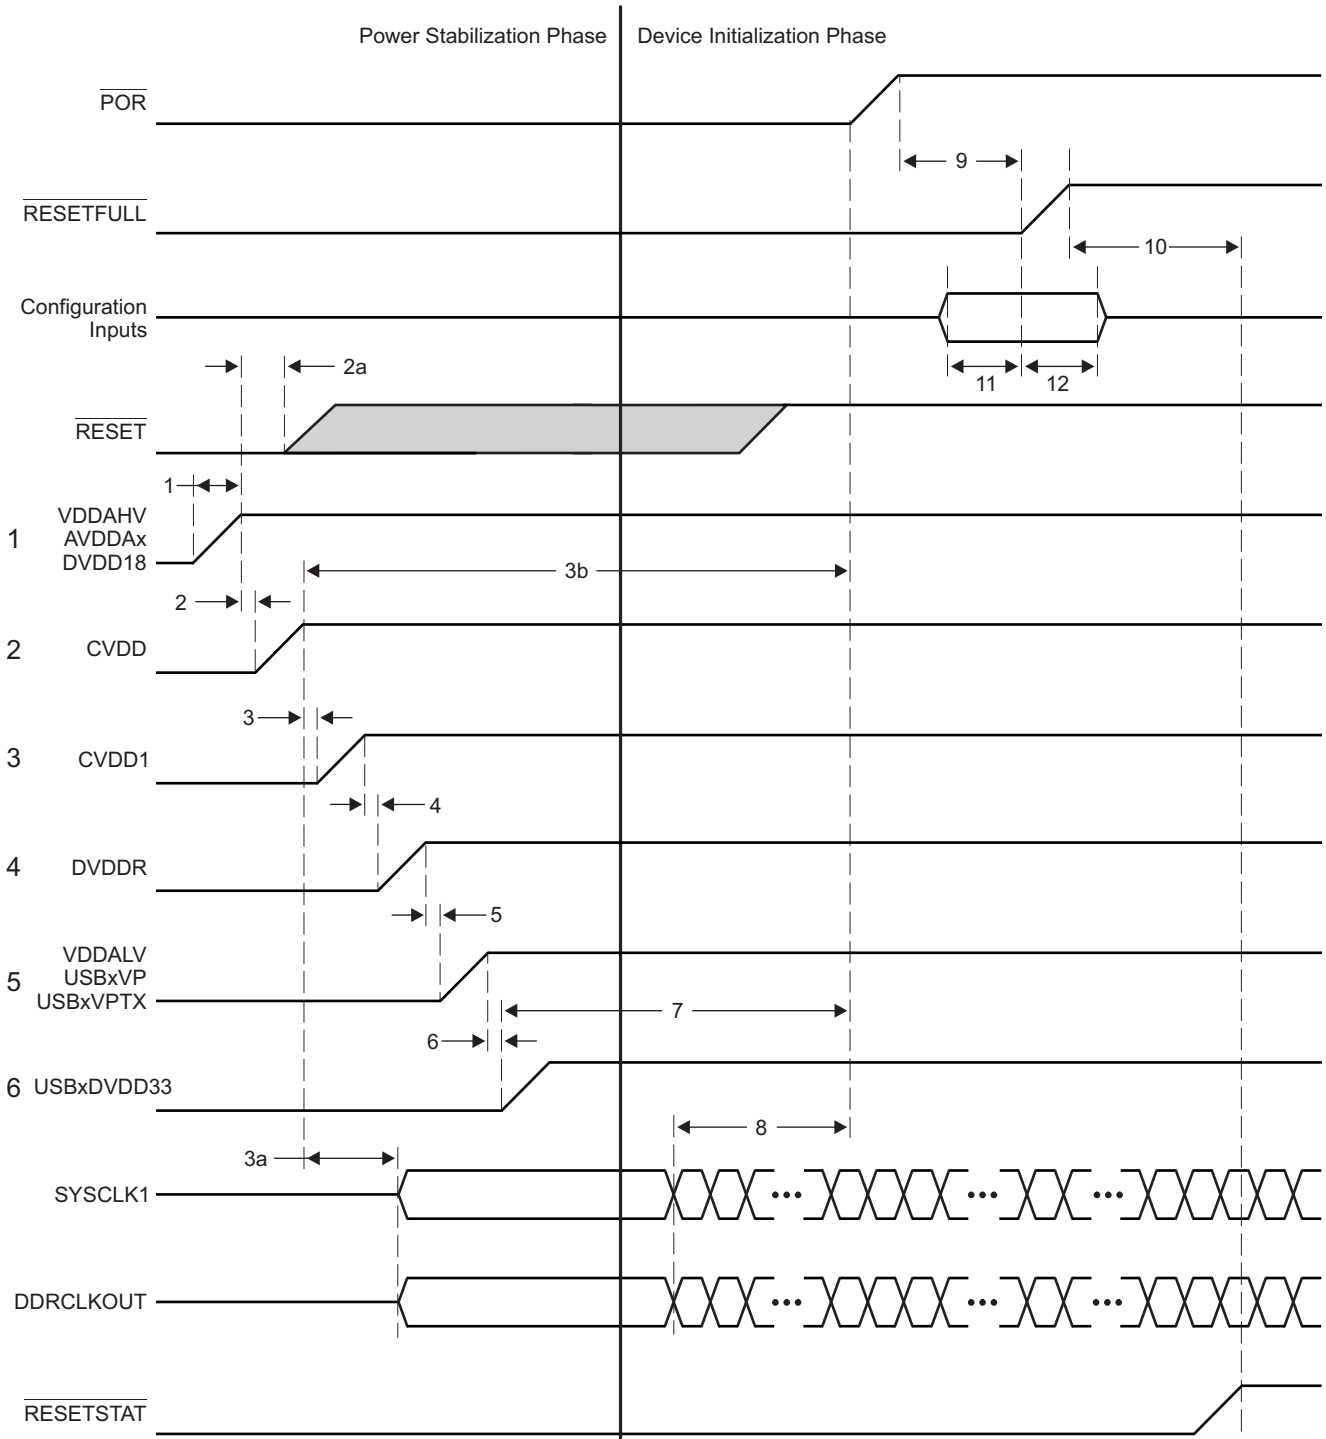 Power Stabilization Phase
Device Initialization Phase
POR
9
RESETFULL
10
Configuration
Inputs
11
12
2a
RESET
1
1
VDDAHV
AVDDAx
DVDD18
3b
2
2
CVDD
3
3
CVDD1
4
4
DVDDR
5
5
VDDALV
USBxVP
USBxVPTX
7
6
6
USBxDVDD33
8
3a
SYSCLK1
DDRCLKOUT
RESETSTAT